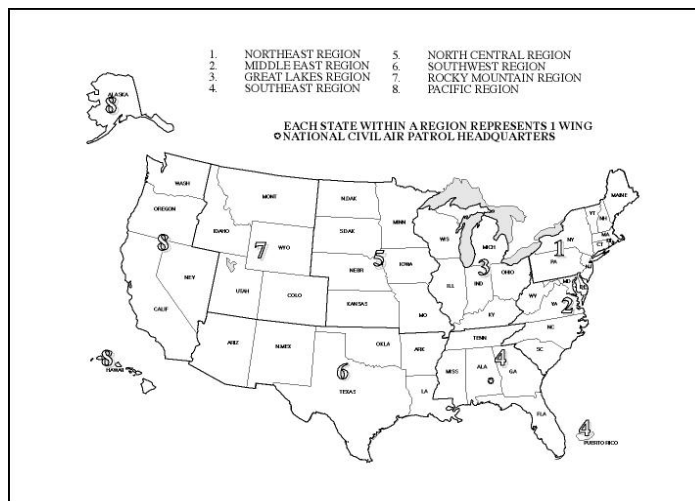 1. NORTHEAST REGION
2. MIDDLE EAST REGION
3. GREAT LAKES REGION
4. SOUTHEAST REGION
5. NORTH CENTRAL REGION
6. SOUTHWEST REGION
7. ROCKY MOUNTAIN REGION
8. PACIFIC REGION
EACH STATE WITHIN A REGION REPRESENTS 1 WING
NATIONAL CIVIL AIR PATROL HEADQUARTERS
ALASKA
8
WASH
OREGON
8
CALIF
NEV
IDAHO
MONT
7
WYO
UTAH
COLO
ARIZ
N.MEX
N.DAK
S.DAK
NEBR
KANSAS
5
MINN
IOWA
MO
OKLA
6
TEXAS
ARK
LA
WIS
MICH
3
ILL
IND
OHIO
KY
TENN
MISS
ALA
4
GA
FLA
SC
NC
WV
VA
2
MD
DEL
PA
1
NY
NJ
CT
RI
MA
VT
NH
MAINE
8
HAWAII
4
PUERTO RICO